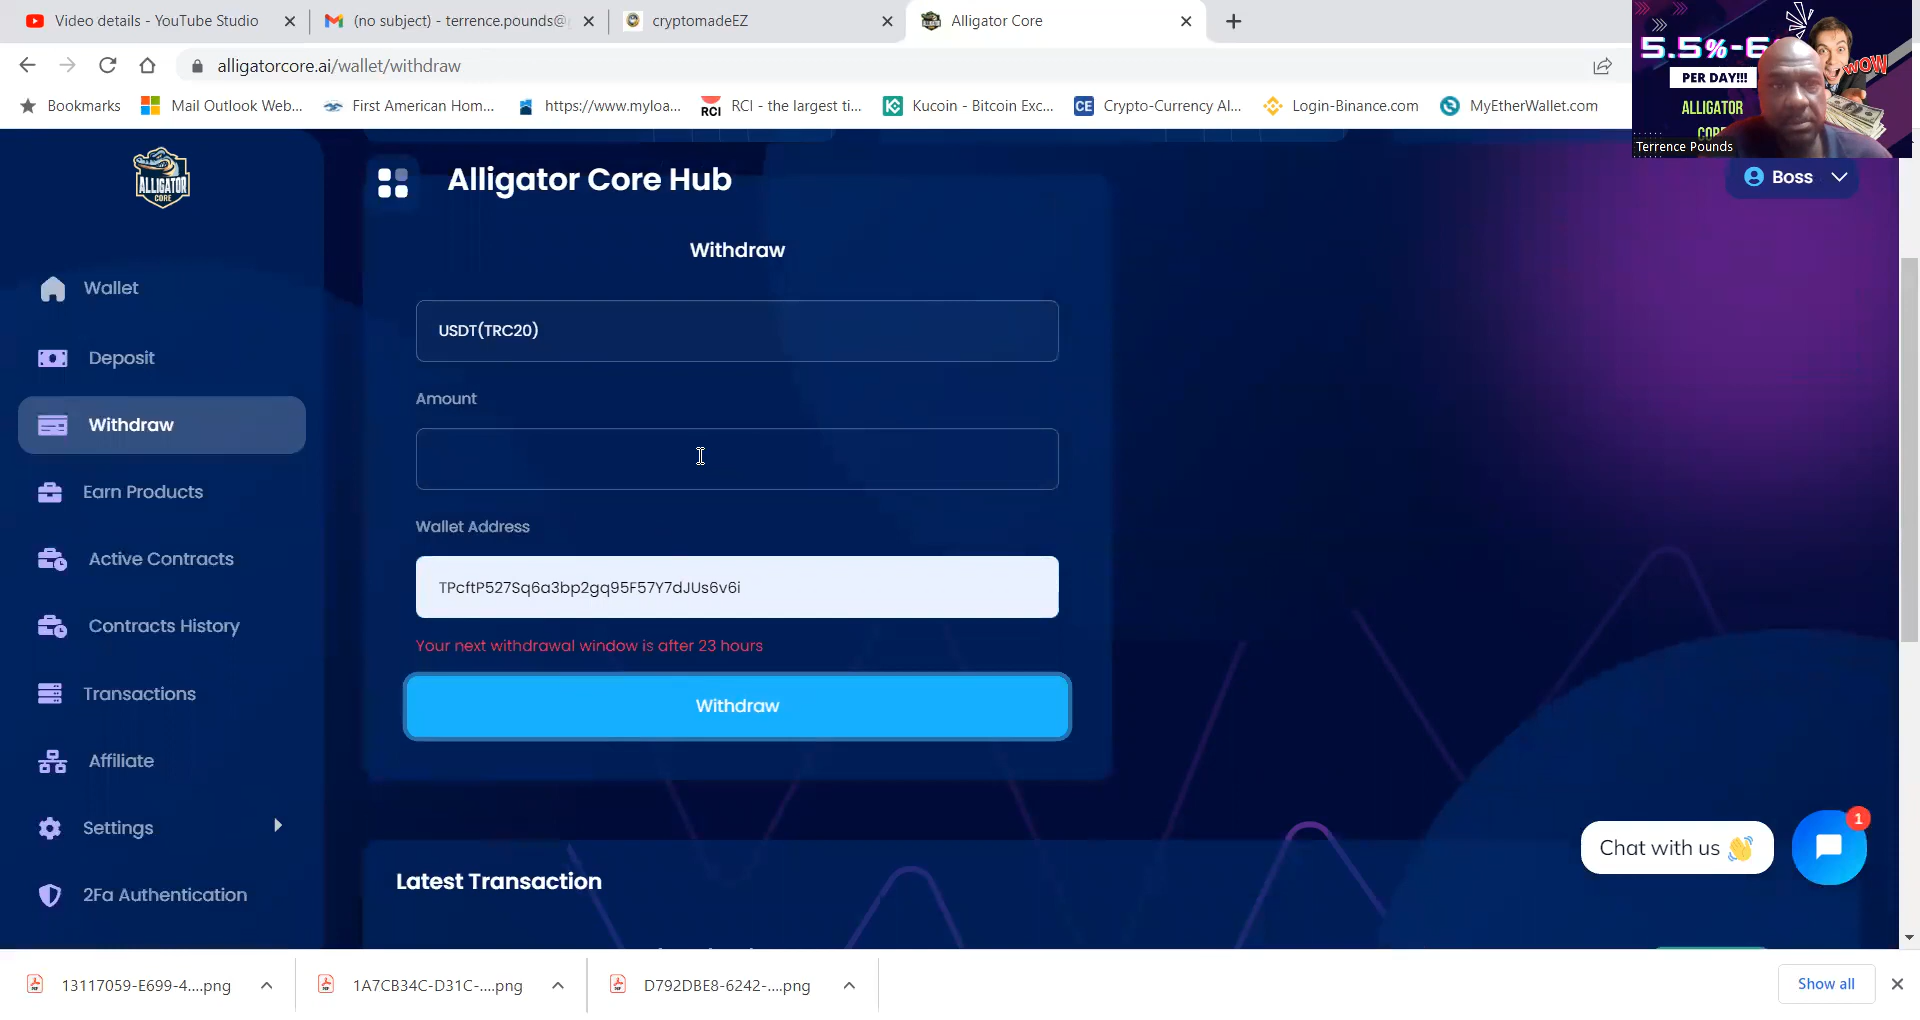 Video details - YouTube Studio
(no subject) - terrence.pounds@
cryptomadeEZ
Alligator Core
alligatorcore.ai/wallet/withdraw
Bookmarks
Mail Outlook Web...
First American Hom...
https://www.myloa...
RCI
RCI - the largest ti...
Kucoin - Bitcoin Exc...
CE
Crypto-Currency Al...
Login-Binance.com
MyEtherWallet.com
5.5%-6
PER DAY!!!
WOW
ALLIGATOR
CORE
Terrence Pounds
ALLIGATOR
CORE
Alligator Core Hub
Boss
Withdraw
Wallet
Deposit
Withdraw
Earn Products
Active Contracts
Contracts History
Transactions
Affiliate
Settings
2Fa Authentication
USDT(TRC20)
Amount
Wallet Address
TPcftP527Sq6a3bp2gq95F57Y7dJUs6v6i
Your next withdrawal window is after 23 hours
Withdraw
Latest Transaction
Chat with us 👋
1
13117059-E699-4....png
1A7CB34C-D31C-....png
D792DBE8-6242-....png
Show all